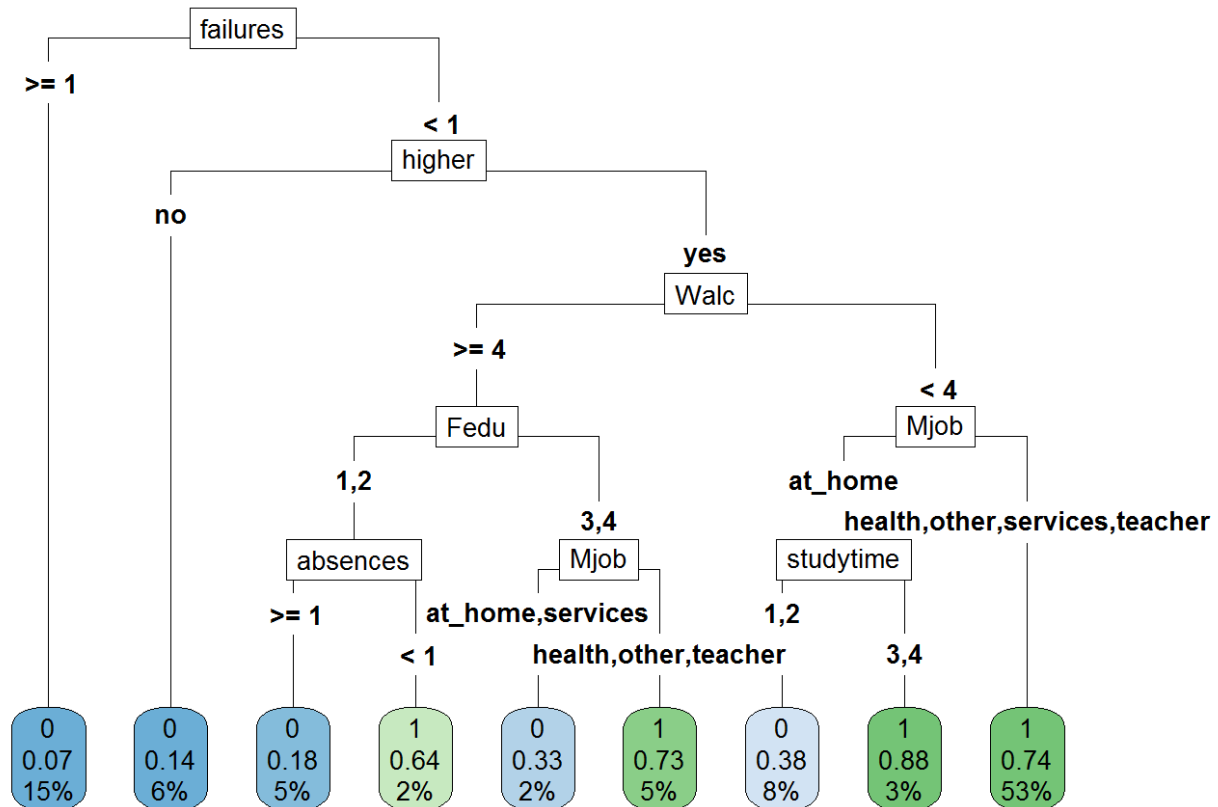 failures
>= 1
< 1
higher
no
yes
Walc
>= 4
< 4
Fedu
Mjob
1,2
at_home
3,4
health,other,services,teacher
absences
Mjob
studytime
>= 1
at_home,services
1,2
< 1
health,other,teacher
3,4
0 0 0 1 0 1 0 1 1
0.07 0.14 0.18 0.64 0.33 0.73 0.38 0.88 0.74
15% 6% 5% 2% 2% 5% 8% 3% 53%